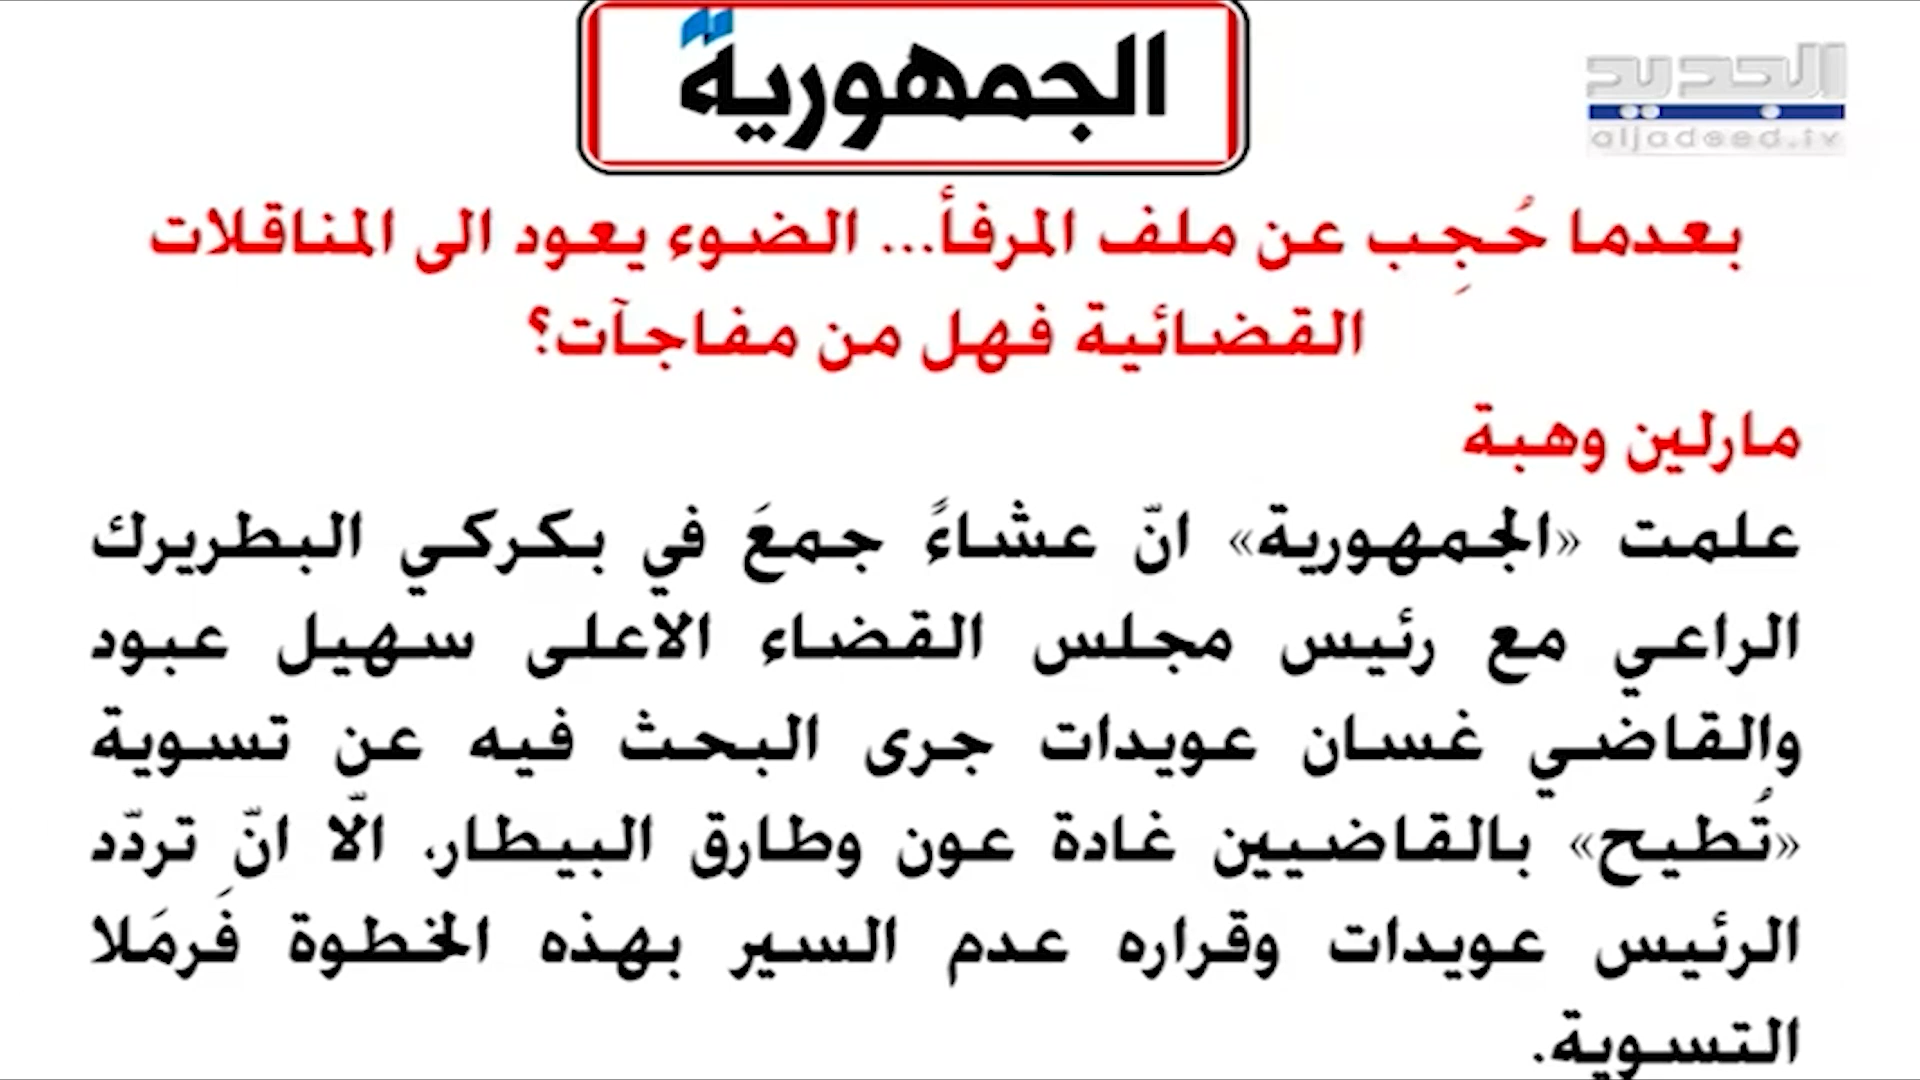 الجمهورية
الجديد
aljadeed.tv
بعدما حُجِب عن ملف المرفأ... الضوء يعود الى المناقلات
القضائية فهل من مفاجآت؟
مارلين وهبة
علمت «الجمهورية» انّ عشاءً جمعَ في بكركي البطريرك
الراعي مع رئيس مجلس القضاء الاعلى سهيل عبود
والقاضي غسان عويدات جرى البحث فيه عن تسوية
«تُطيح» بالقاضيين غادة عون وطارق البيطار، الّا انّ تردّد
الرئيس عويدات وقراره عدم السير بهذه الخطوة فَرمَلا
التسوية.